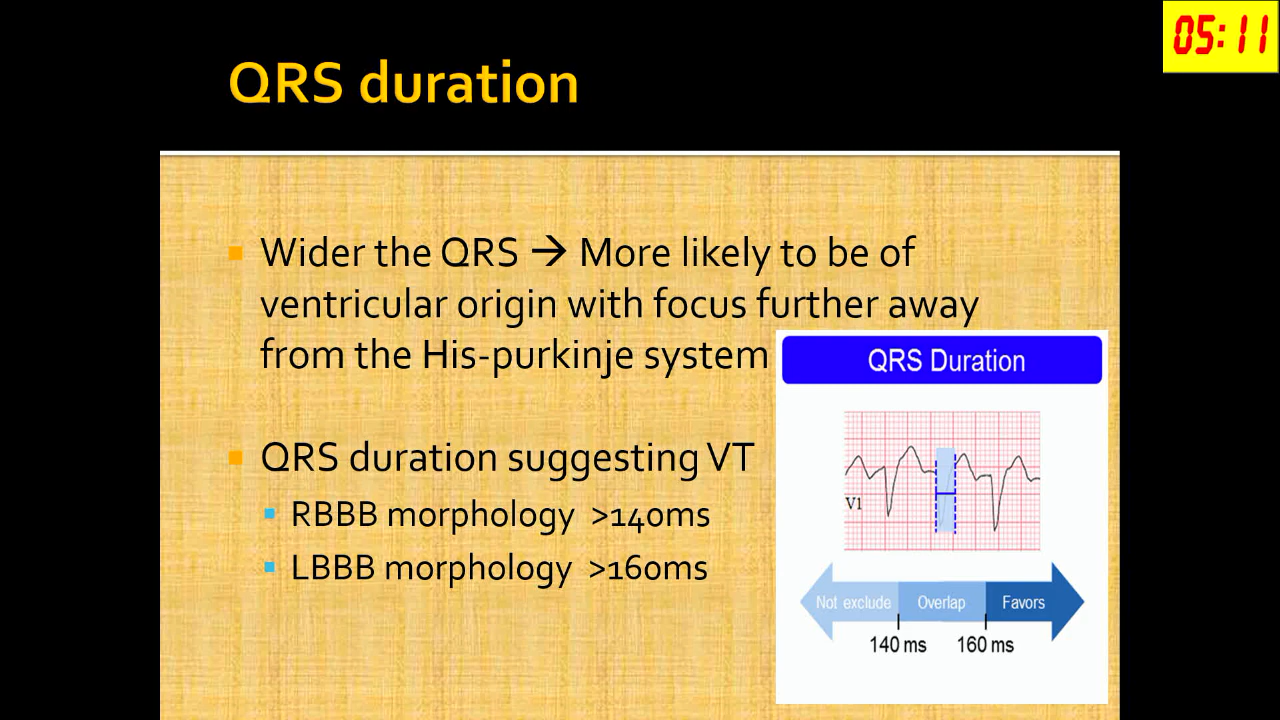 05:11
QRS duration
Wider the QRS → More likely to be of
ventricular origin with focus further away
from the His-purkinje system
QRS duration suggesting VT
RBBB morphology >140ms
LBBB morphology >160ms
QRS Duration
V1
Not exclude Overlap Favors
140 ms 160 ms